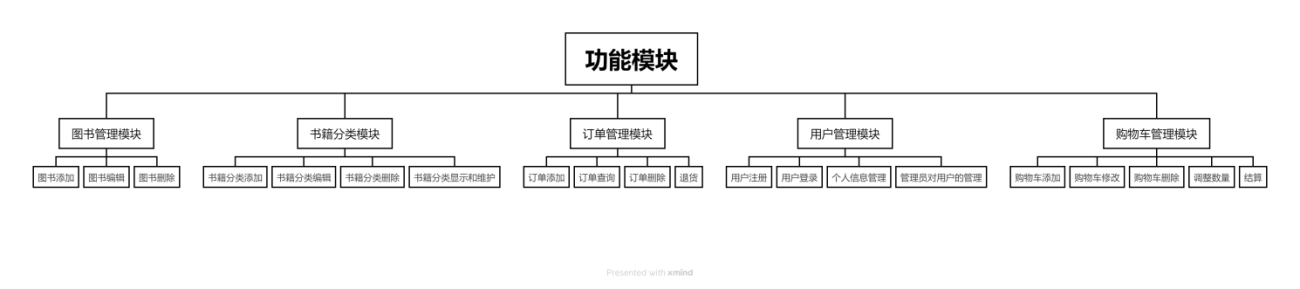 功能模块
图书管理模块
书籍分类模块
订单管理模块
用户管理模块
购物车管理模块
图书添加
图书编辑
图书删除
书籍分类添加
书籍分类编辑
书籍分类删除
书籍分类显示和维护
订单添加
订单查询
订单删除
退货
用户注册
用户登录
个人信息管理
管理员对用户的管理
购物车添加
购物车修改
购物车删除
调整数量
结算
Presented with xmind